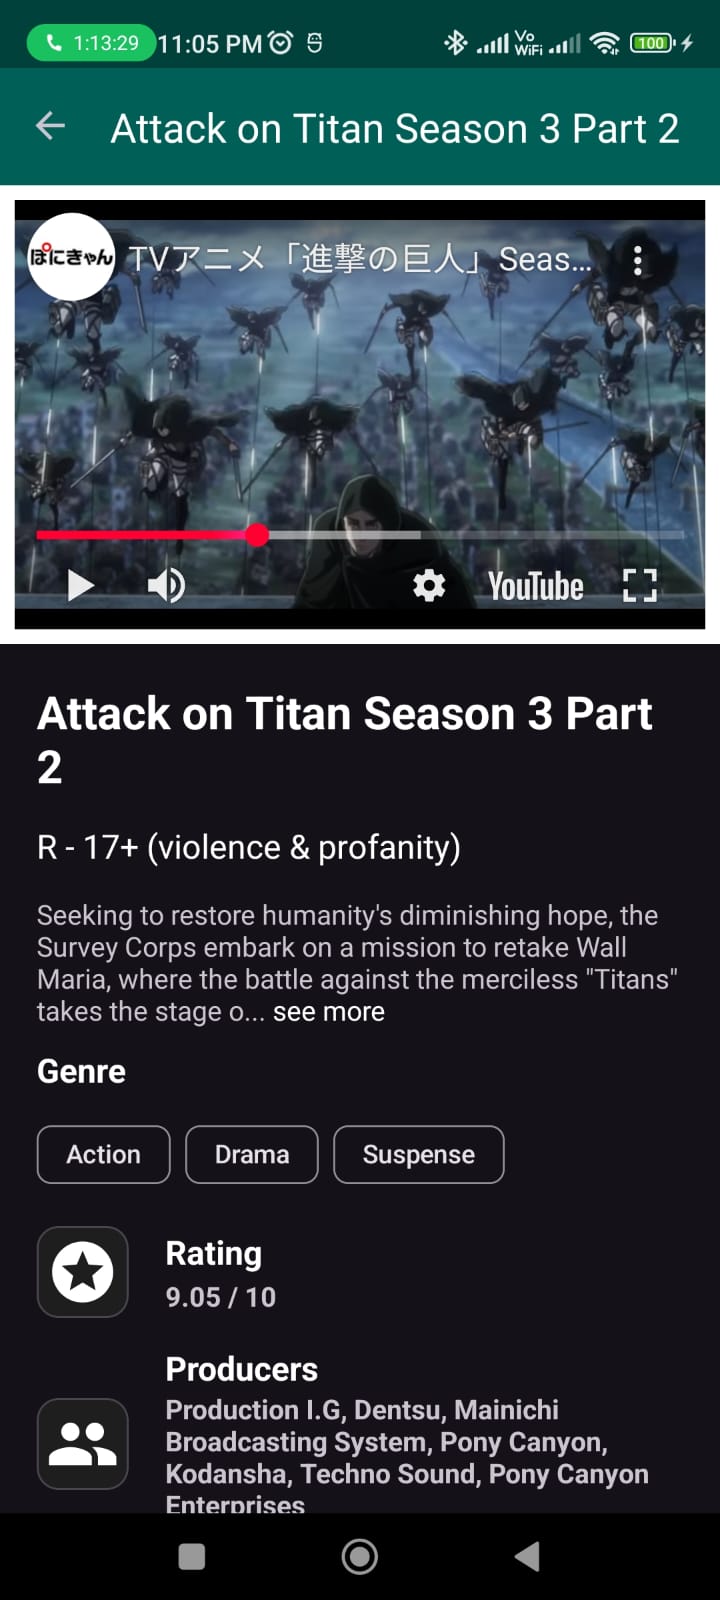 1:13:29 11:05 PM Vo WiFi 100
Attack on Titan Season 3 Part 2
ぽにきゃん TVアニメ「進撃の巨人」Seas...
YouTube
Attack on Titan Season 3 Part
2
R - 17+ (violence & profanity)
Seeking to restore humanity's diminishing hope, the
Survey Corps embark on a mission to retake Wall
Maria, where the battle against the merciless "Titans"
takes the stage o... see more
Genre
Action Drama Suspense
Rating
9.05 / 10
Producers
Production I.G, Dentsu, Mainichi
Broadcasting System, Pony Canyon,
Kodansha, Techno Sound, Pony Canyon
Enterprises